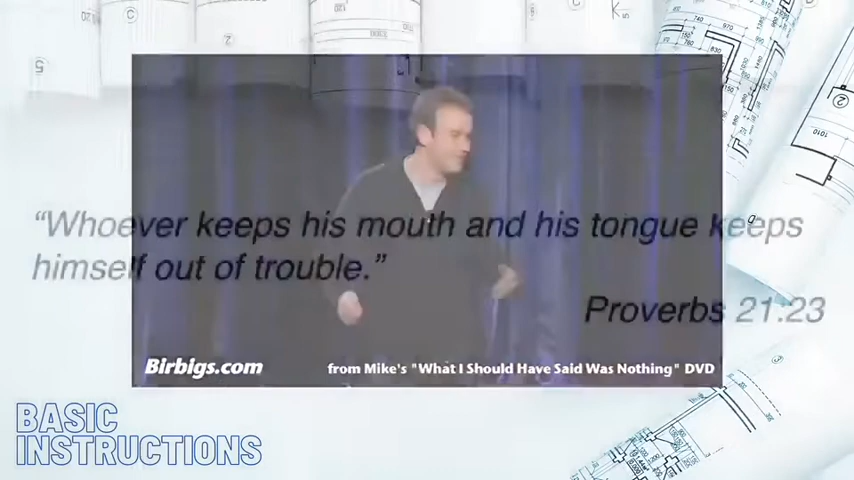 “Whoever keeps his mouth and his tongue keeps
himself out of trouble.”
Proverbs 21:23
Birbigs.com
from Mike's "What I Should Have Said Was Nothing" DVD
BASIC
INSTRUCTIONS